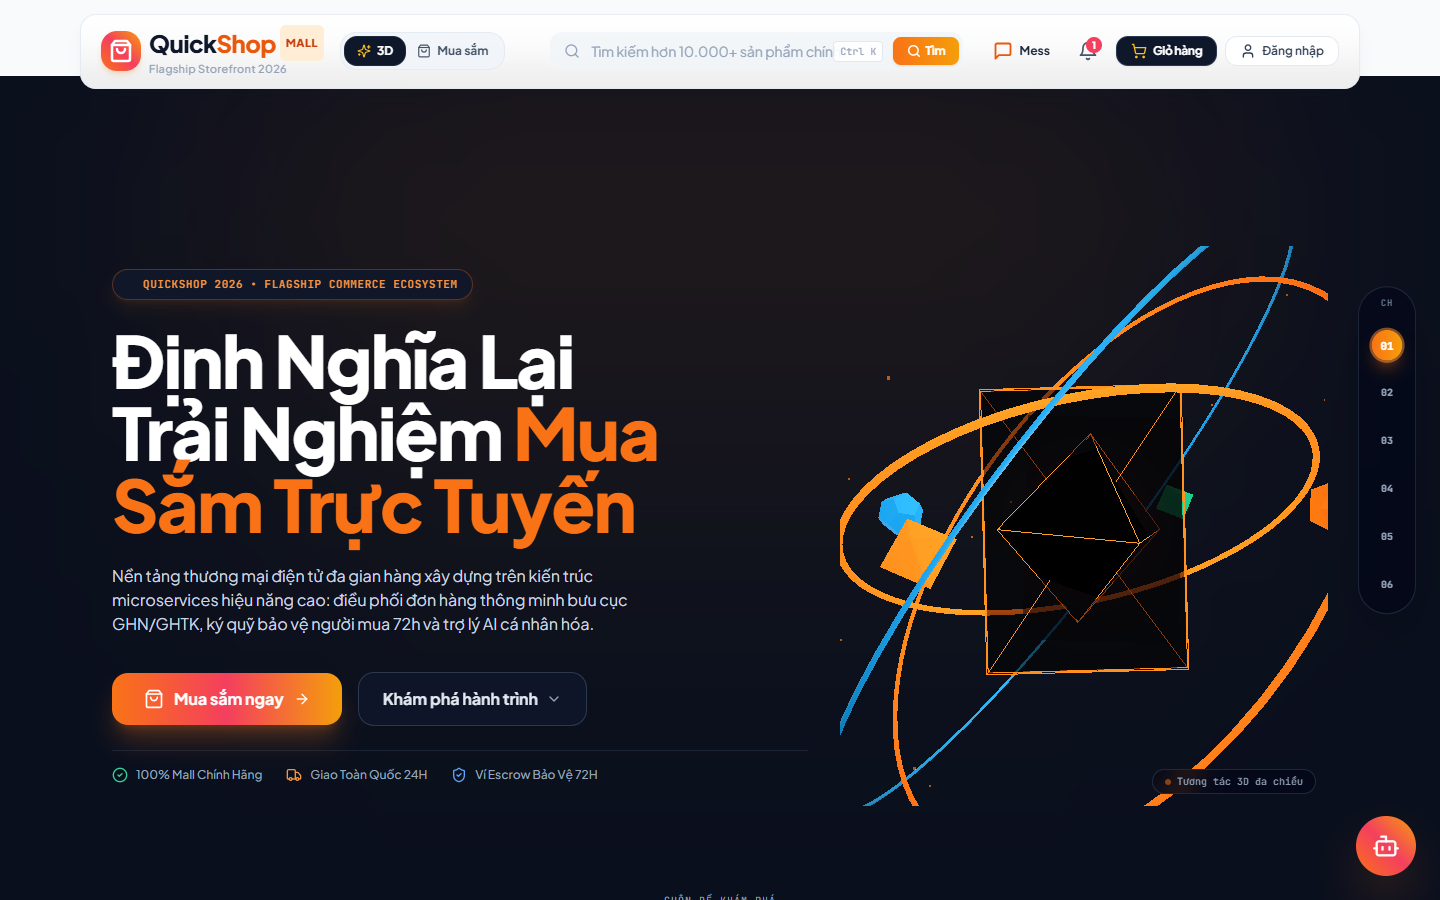 QuickShop MALL
Flagship Storefront 2026
3D
Mua sắm
Tìm kiếm hơn 10.000+ sản phẩm chín
Ctrl K
Tìm
Mess
1
Giỏ hàng
Đăng nhập
QUICKSHOP 2026 • FLAGSHIP COMMERCE ECOSYSTEM
Định Nghĩa Lại
Trải Nghiệm Mua
Sắm Trực Tuyến
Nền tảng thương mại điện tử đa gian hàng xây dựng trên kiến trúc
microservices hiệu năng cao: điều phối đơn hàng thông minh bưu cục
GHN/GHTK, ký quỹ bảo vệ người mua 72h và trợ lý AI cá nhân hóa.
Mua sắm ngay
Khám phá hành trình
100% Mall Chính Hãng
Giao Toàn Quốc 24H
Ví Escrow Bảo Vệ 72H
CH
01
02
03
04
05
06
Tương tác 3D đa chiều
CUỘN ĐỂ KHÁM PHÁ